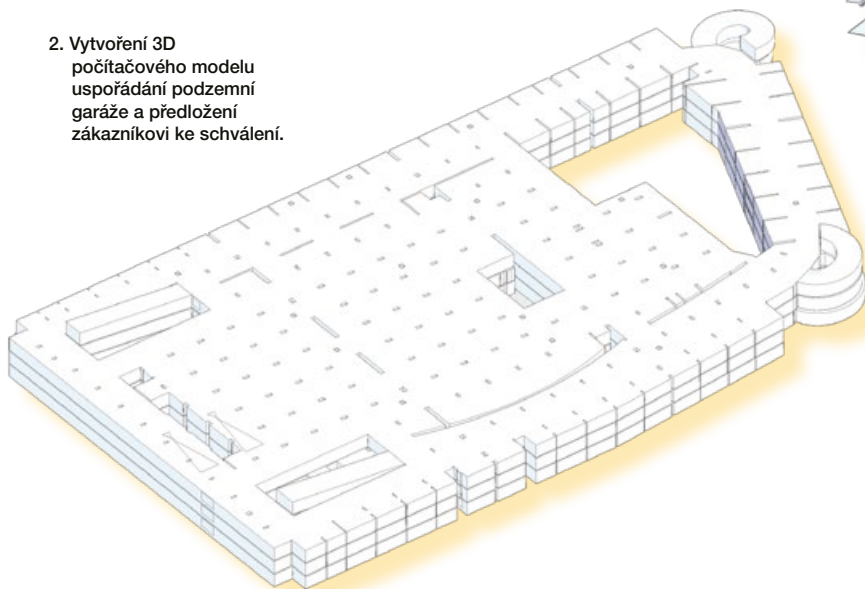 2. Vytvoření 3D
počítačového modelu
uspořádání podzemní
garáže a předložení
zákazníkovi ke schválení.